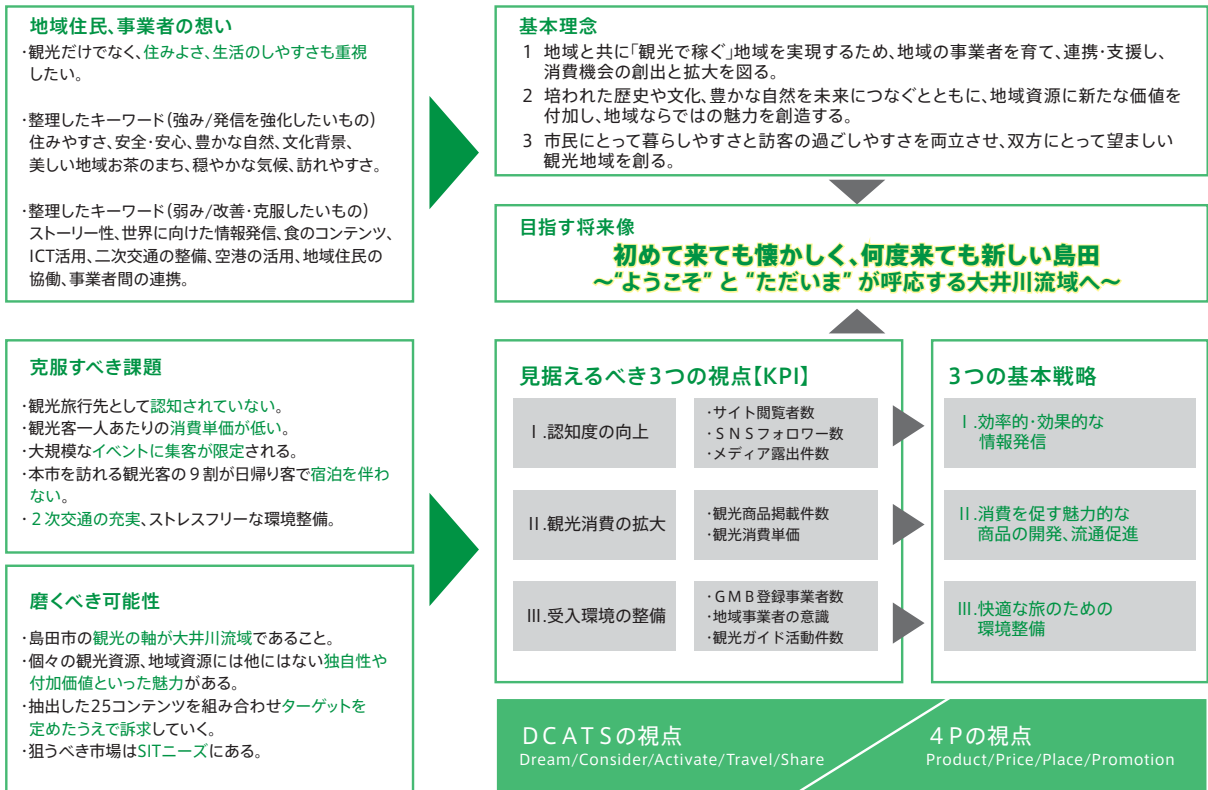 地域住民、事業者の想い
・観光だけでなく、住みよさ、生活のしやすさも重視
したい。
・整理したキーワード(強み/発信を強化したいもの)
住みやすさ、安全・安心、豊かな自然、文化背景、
美しい地域お茶のまち、穏やかな気候、訪れやすさ。
・整理したキーワード(弱み/改善・克服したいもの)
ストーリー性、世界に向けた情報発信、食のコンテンツ、
ICT活用、二次交通の整備、空港の活用、地域住民の
協働、事業者間の連携。
基本理念
1 地域と共に「観光で稼ぐ」地域を実現するため、地域の事業者を育て、連携・支援し、
消費機会の創出と拡大を図る。
2 培われた歴史や文化、豊かな自然を未来につなぐとともに、地域資源に新たな価値を
付加し、地域ならではの魅力を創造する。
3 市民にとって暮らしやすさと訪客の過ごしやすさを両立させ、双方にとって望ましい
観光地域を創る。
目指す将来像
初めて来ても懐かしく、何度来ても新しい島田
〜“ようこそ” と “ただいま” が呼応する大井川流域へ〜
克服すべき課題
・観光旅行先として認知されていない。
・観光客一人あたりの消費単価が低い。
・大規模なイベントに集客が限定される。
・本市を訪れる観光客の９割が日帰り客で宿泊を伴わ
ない。
・２次交通の充実、ストレスフリーな環境整備。
磨くべき可能性
・島田市の観光の軸が大井川流域であること。
・個々の観光資源、地域資源には他にはない独自性や
付加価値といった魅力がある。
・抽出した25コンテンツを組み合わせターゲットを
定めたうえで訴求していく。
・狙うべき市場はSITニーズにある。
見据えるべき3つの視点【KPI】
Ⅰ.認知度の向上
・サイト閲覧者数
・ＳＮＳフォロワー数
・メディア露出件数
Ⅱ.観光消費の拡大
・観光商品掲載件数
・観光消費単価
Ⅲ.受入環境の整備
・ＧＭＢ登録事業者数
・地域事業者の意識
・観光ガイド活動件数
3つの基本戦略
Ⅰ.効率的・効果的な
情報発信
Ⅱ.消費を促す魅力的な
商品の開発、流通促進
Ⅲ.快適な旅のための
環境整備
ＤＣＡＴＳの視点
Dream/Consider/Activate/Travel/Share
４Ｐの視点
Product/Price/Place/Promotion